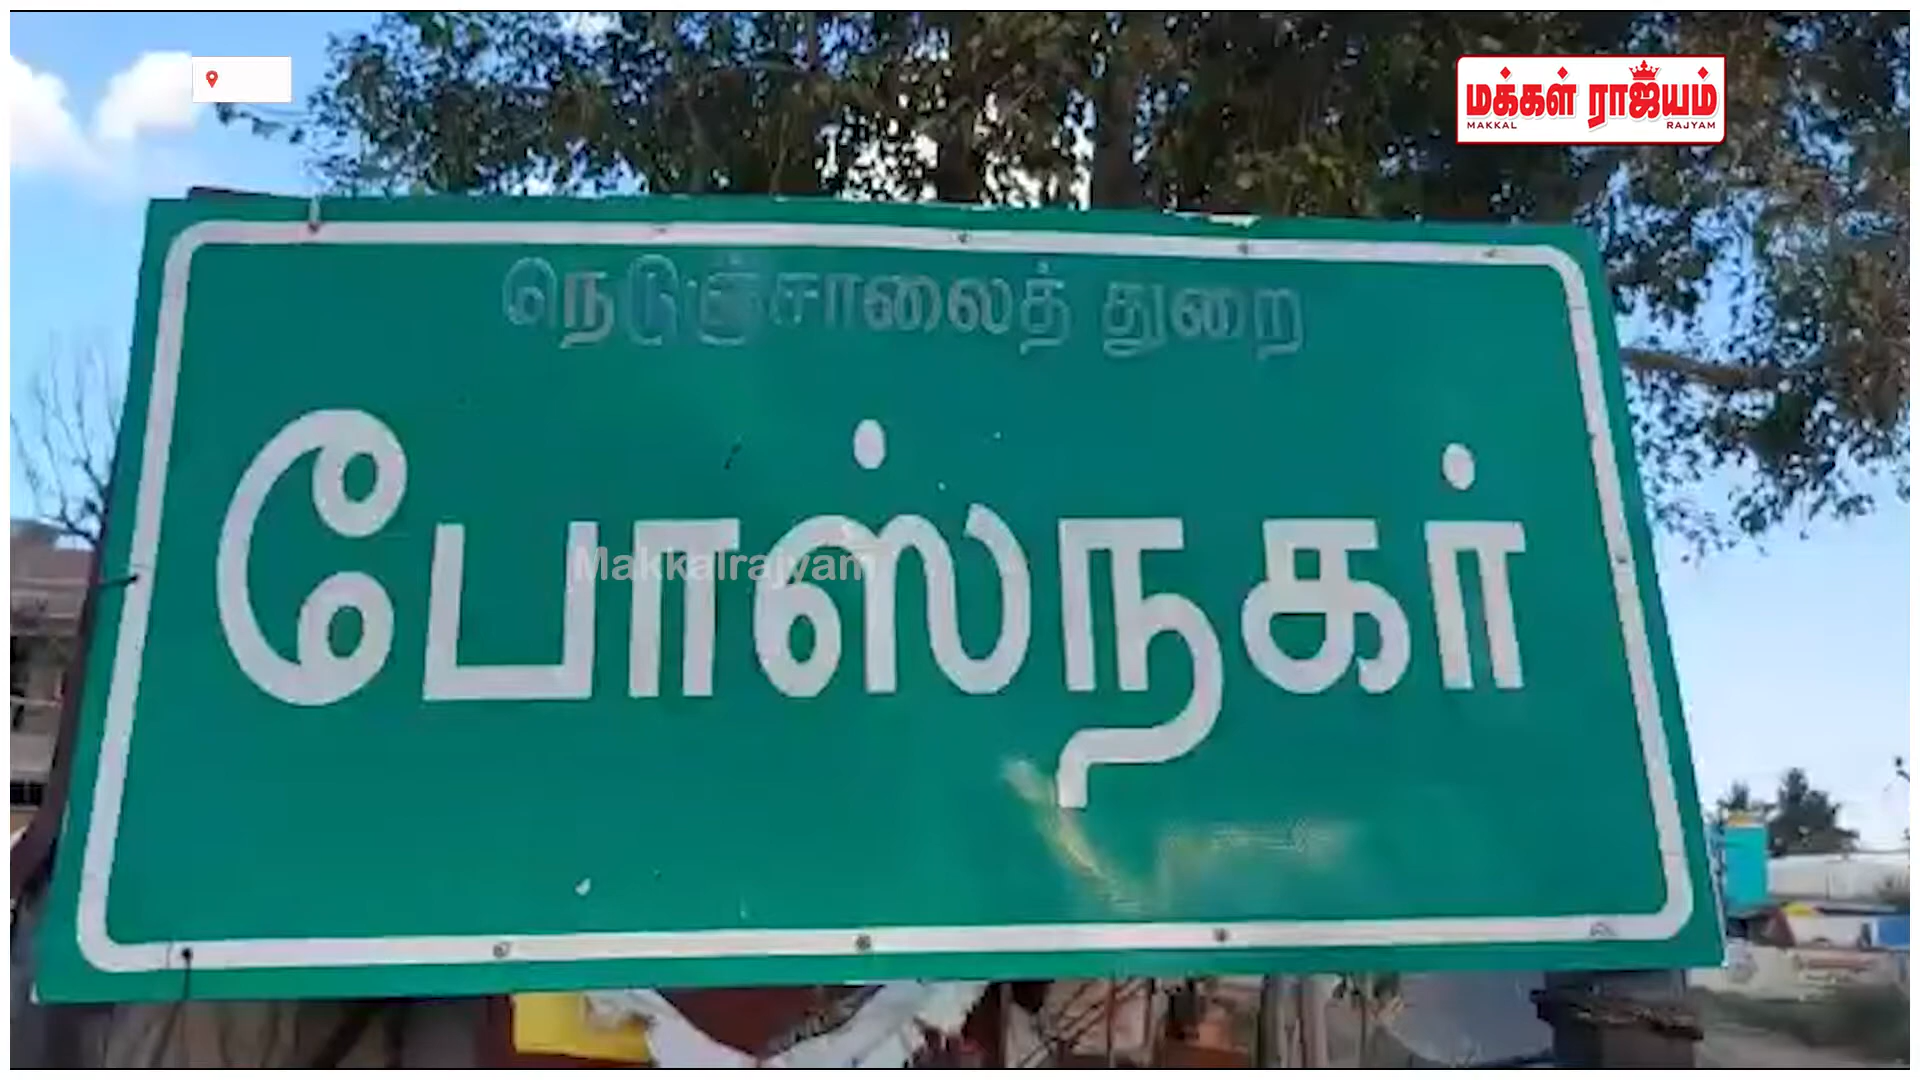 மக்கள் ராஜ்யம்
MAKKAL RAJYAM
நெடுஞ்சாலைத் துறை
போஸ்நகர்
Makkalrajyam